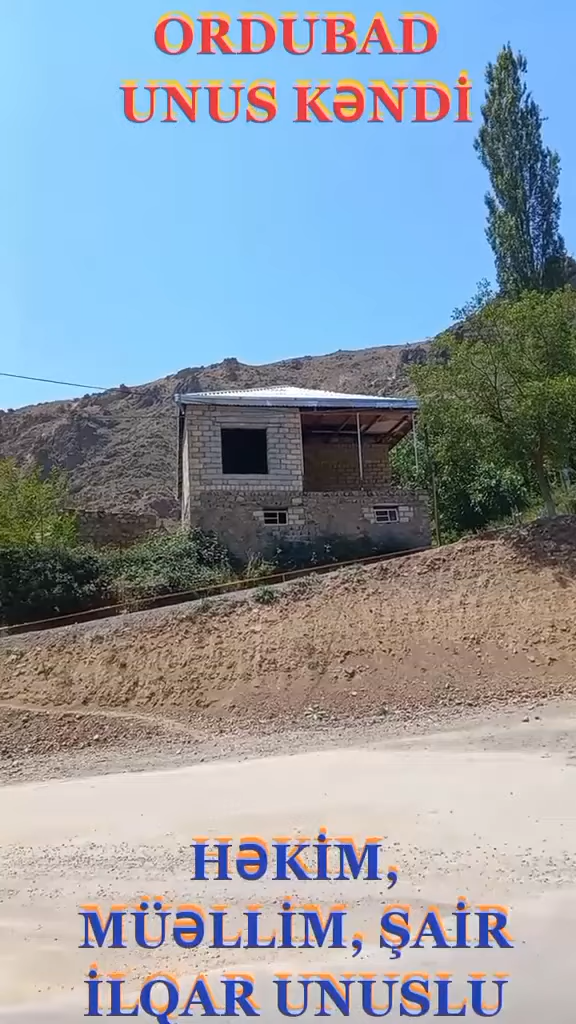 ORDUBAD
UNUS KƏNDİ
HƏKİM,
MÜƏLLİM, ŞAİR
İLQAR UNUSLU